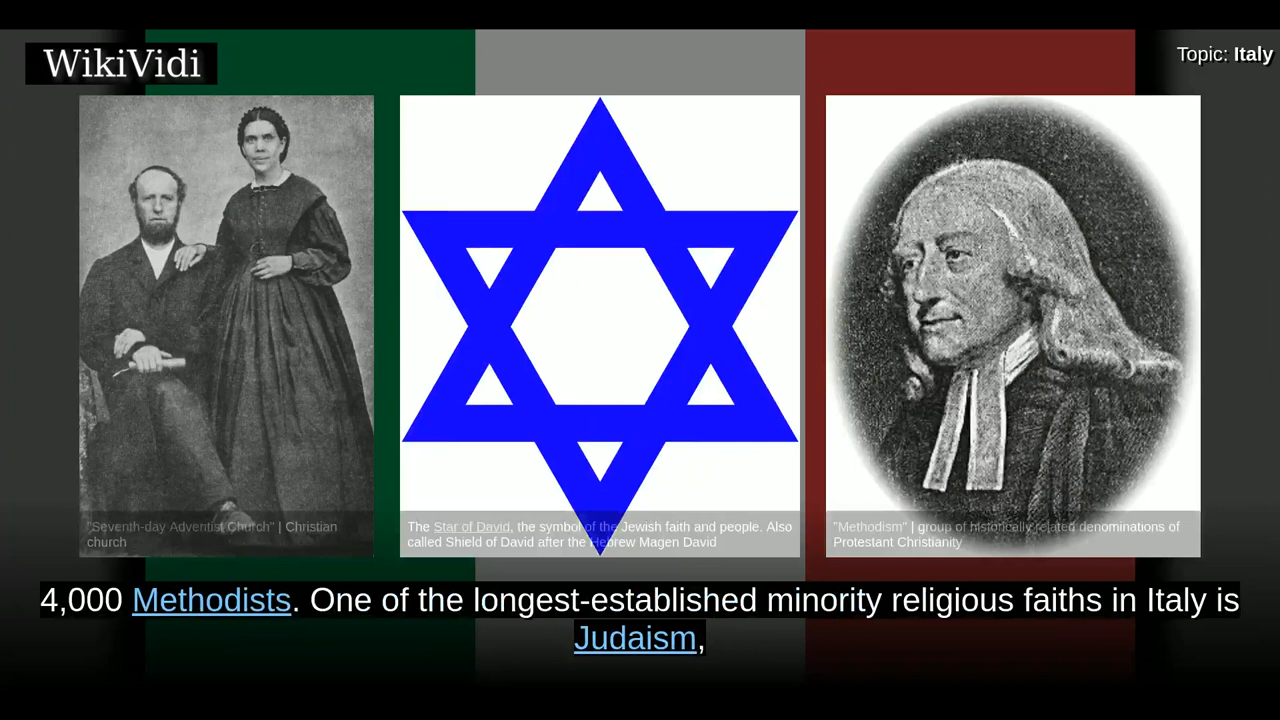 WikiVidi
Topic: Italy
"Seventh-day Adventist Church" | Christian
church
The Star of David, the symbol of the Jewish faith and people. Also
called Shield of David after the Hebrew Magen David
"Methodism" | group of historically related denominations of
Protestant Christianity
4,000 Methodists. One of the longest-established minority religious faiths in Italy is
Judaism,